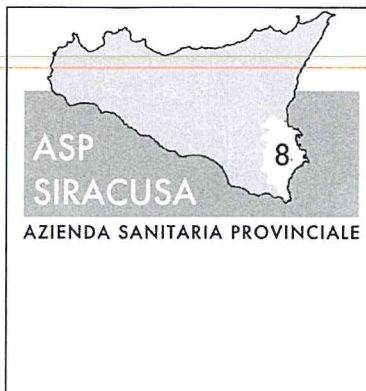 ASP
SIRACUSA
8
AZIENDA SANITARIA PROVINCIALE